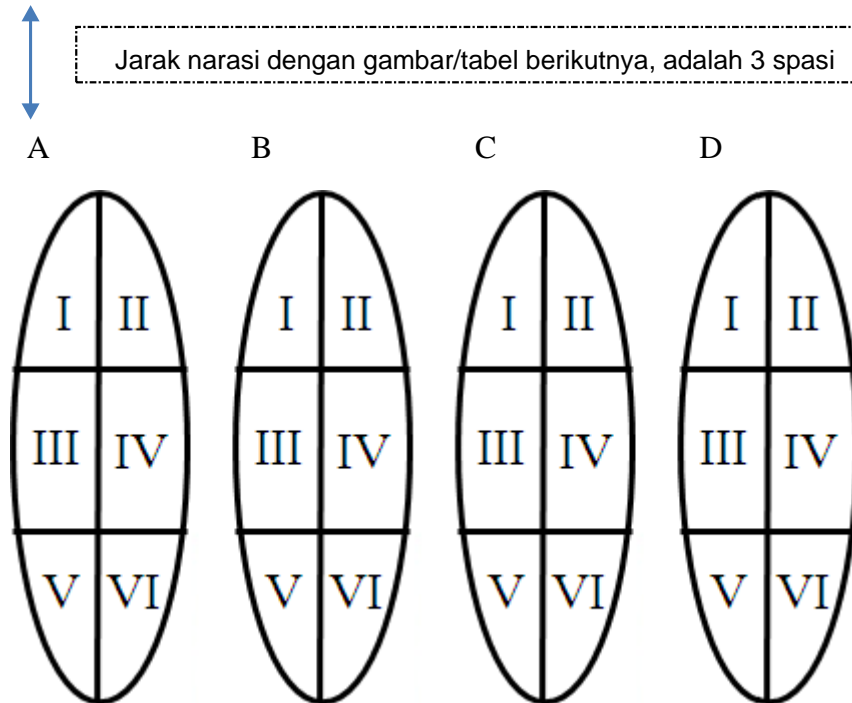 Jarak narasi dengan gambar/tabel berikutnya, adalah 3 spasi
A B C D
I II I II I II I II
III IV III IV III IV III IV
V VI V VI V VI V VI